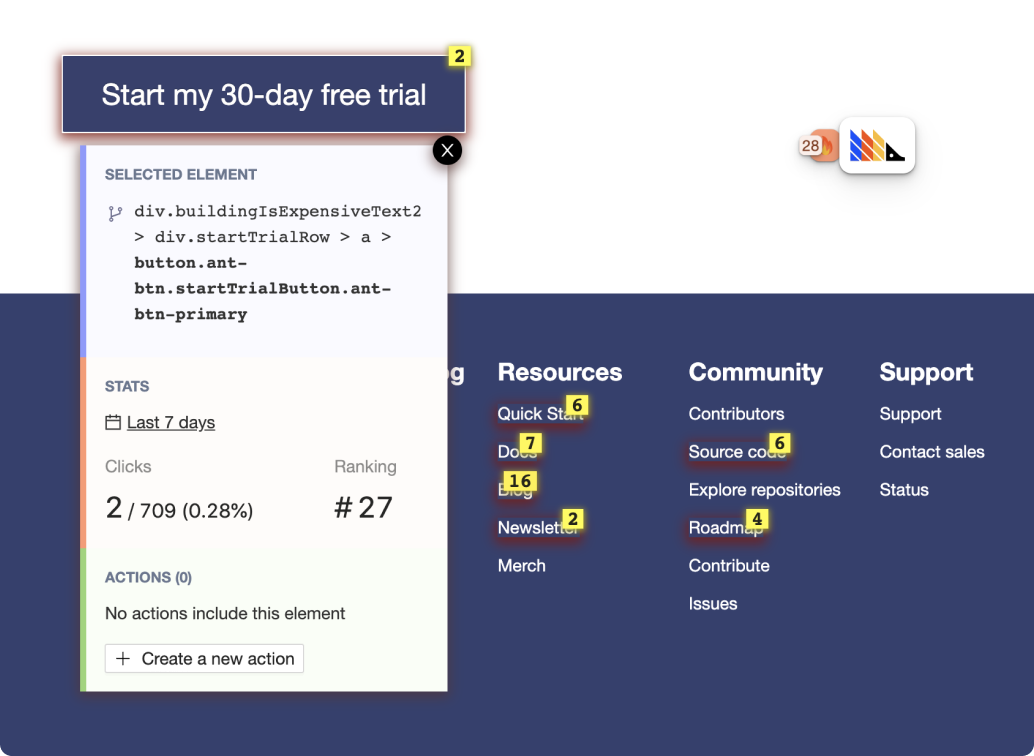 2
Start my 30-day free trial
28
X
SELECTED ELEMENT
div.buildingIsExpensiveText2
> div.startTrialRow > a >
button.ant-
btn.startTrialButton.ant-
btn-primary
STATS
Last 7 days
Clicks
Ranking
2 / 709 (0.28%)
# 27
ACTIONS (0)
No actions include this element
+ Create a new action
Resources
Quick Start 6
Docs 7
Blog 16
Newsletter 2
Merch
Community
Contributors
Source code 6
Explore repositories
Roadmap 4
Contribute
Issues
Support
Support
Contact sales
Status